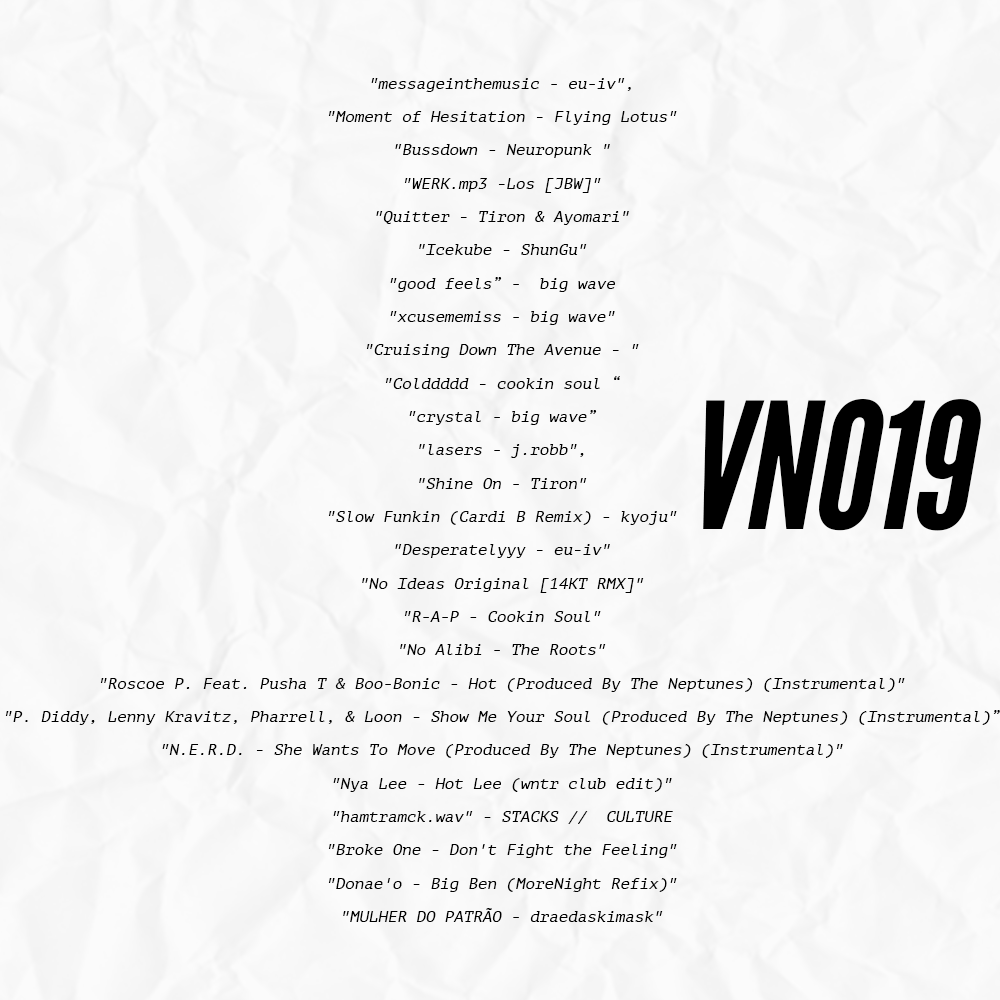 "messageinthemusic - eu-iv",
"Moment of Hesitation - Flying Lotus"
"Bussdown - Neuropunk "
"WERK.mp3 -Los [JBW]"
"Quitter - Tiron & Ayomari"
"Icekube - ShunGu"
"good feels” -  big wave
"xcusememiss - big wave"
"Cruising Down The Avenue - "
"Colddddd - cookin soul “
"crystal - big wave”
"lasers - j.robb",
"Shine On - Tiron"
"Slow Funkin (Cardi B Remix) - kyoju"
"Desperatelyyy - eu-iv"
"No Ideas Original [14KT RMX]"
"R-A-P - Cookin Soul"
"No Alibi - The Roots"
"Roscoe P. Feat. Pusha T & Boo-Bonic - Hot (Produced By The Neptunes) (Instrumental)"
"P. Diddy, Lenny Kravitz, Pharrell, & Loon - Show Me Your Soul (Produced By The Neptunes) (Instrumental)”
"N.E.R.D. - She Wants To Move (Produced By The Neptunes) (Instrumental)"
"Nya Lee - Hot Lee (wntr club edit)"
"hamtramck.wav" - STACKS //  CULTURE
"Broke One - Don't Fight the Feeling"
"Donae'o - Big Ben (MoreNight Refix)"
"MULHER DO PATRÃO - draedaskimask"
VN019